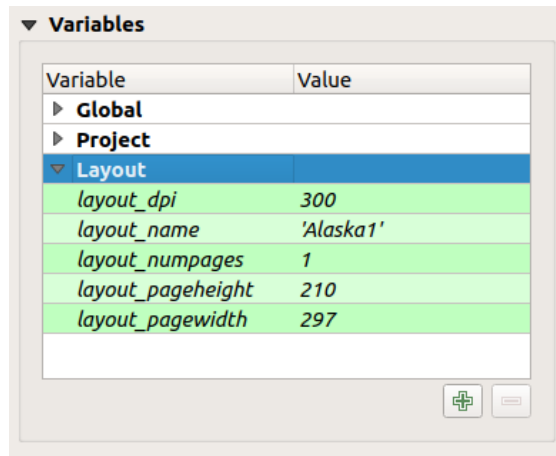 Variables
Variable Value
Global
Project
Layout
layout_dpi 300
layout_name 'Alaska1'
layout_numpages 1
layout_pageheight 210
layout_pagewidth 297